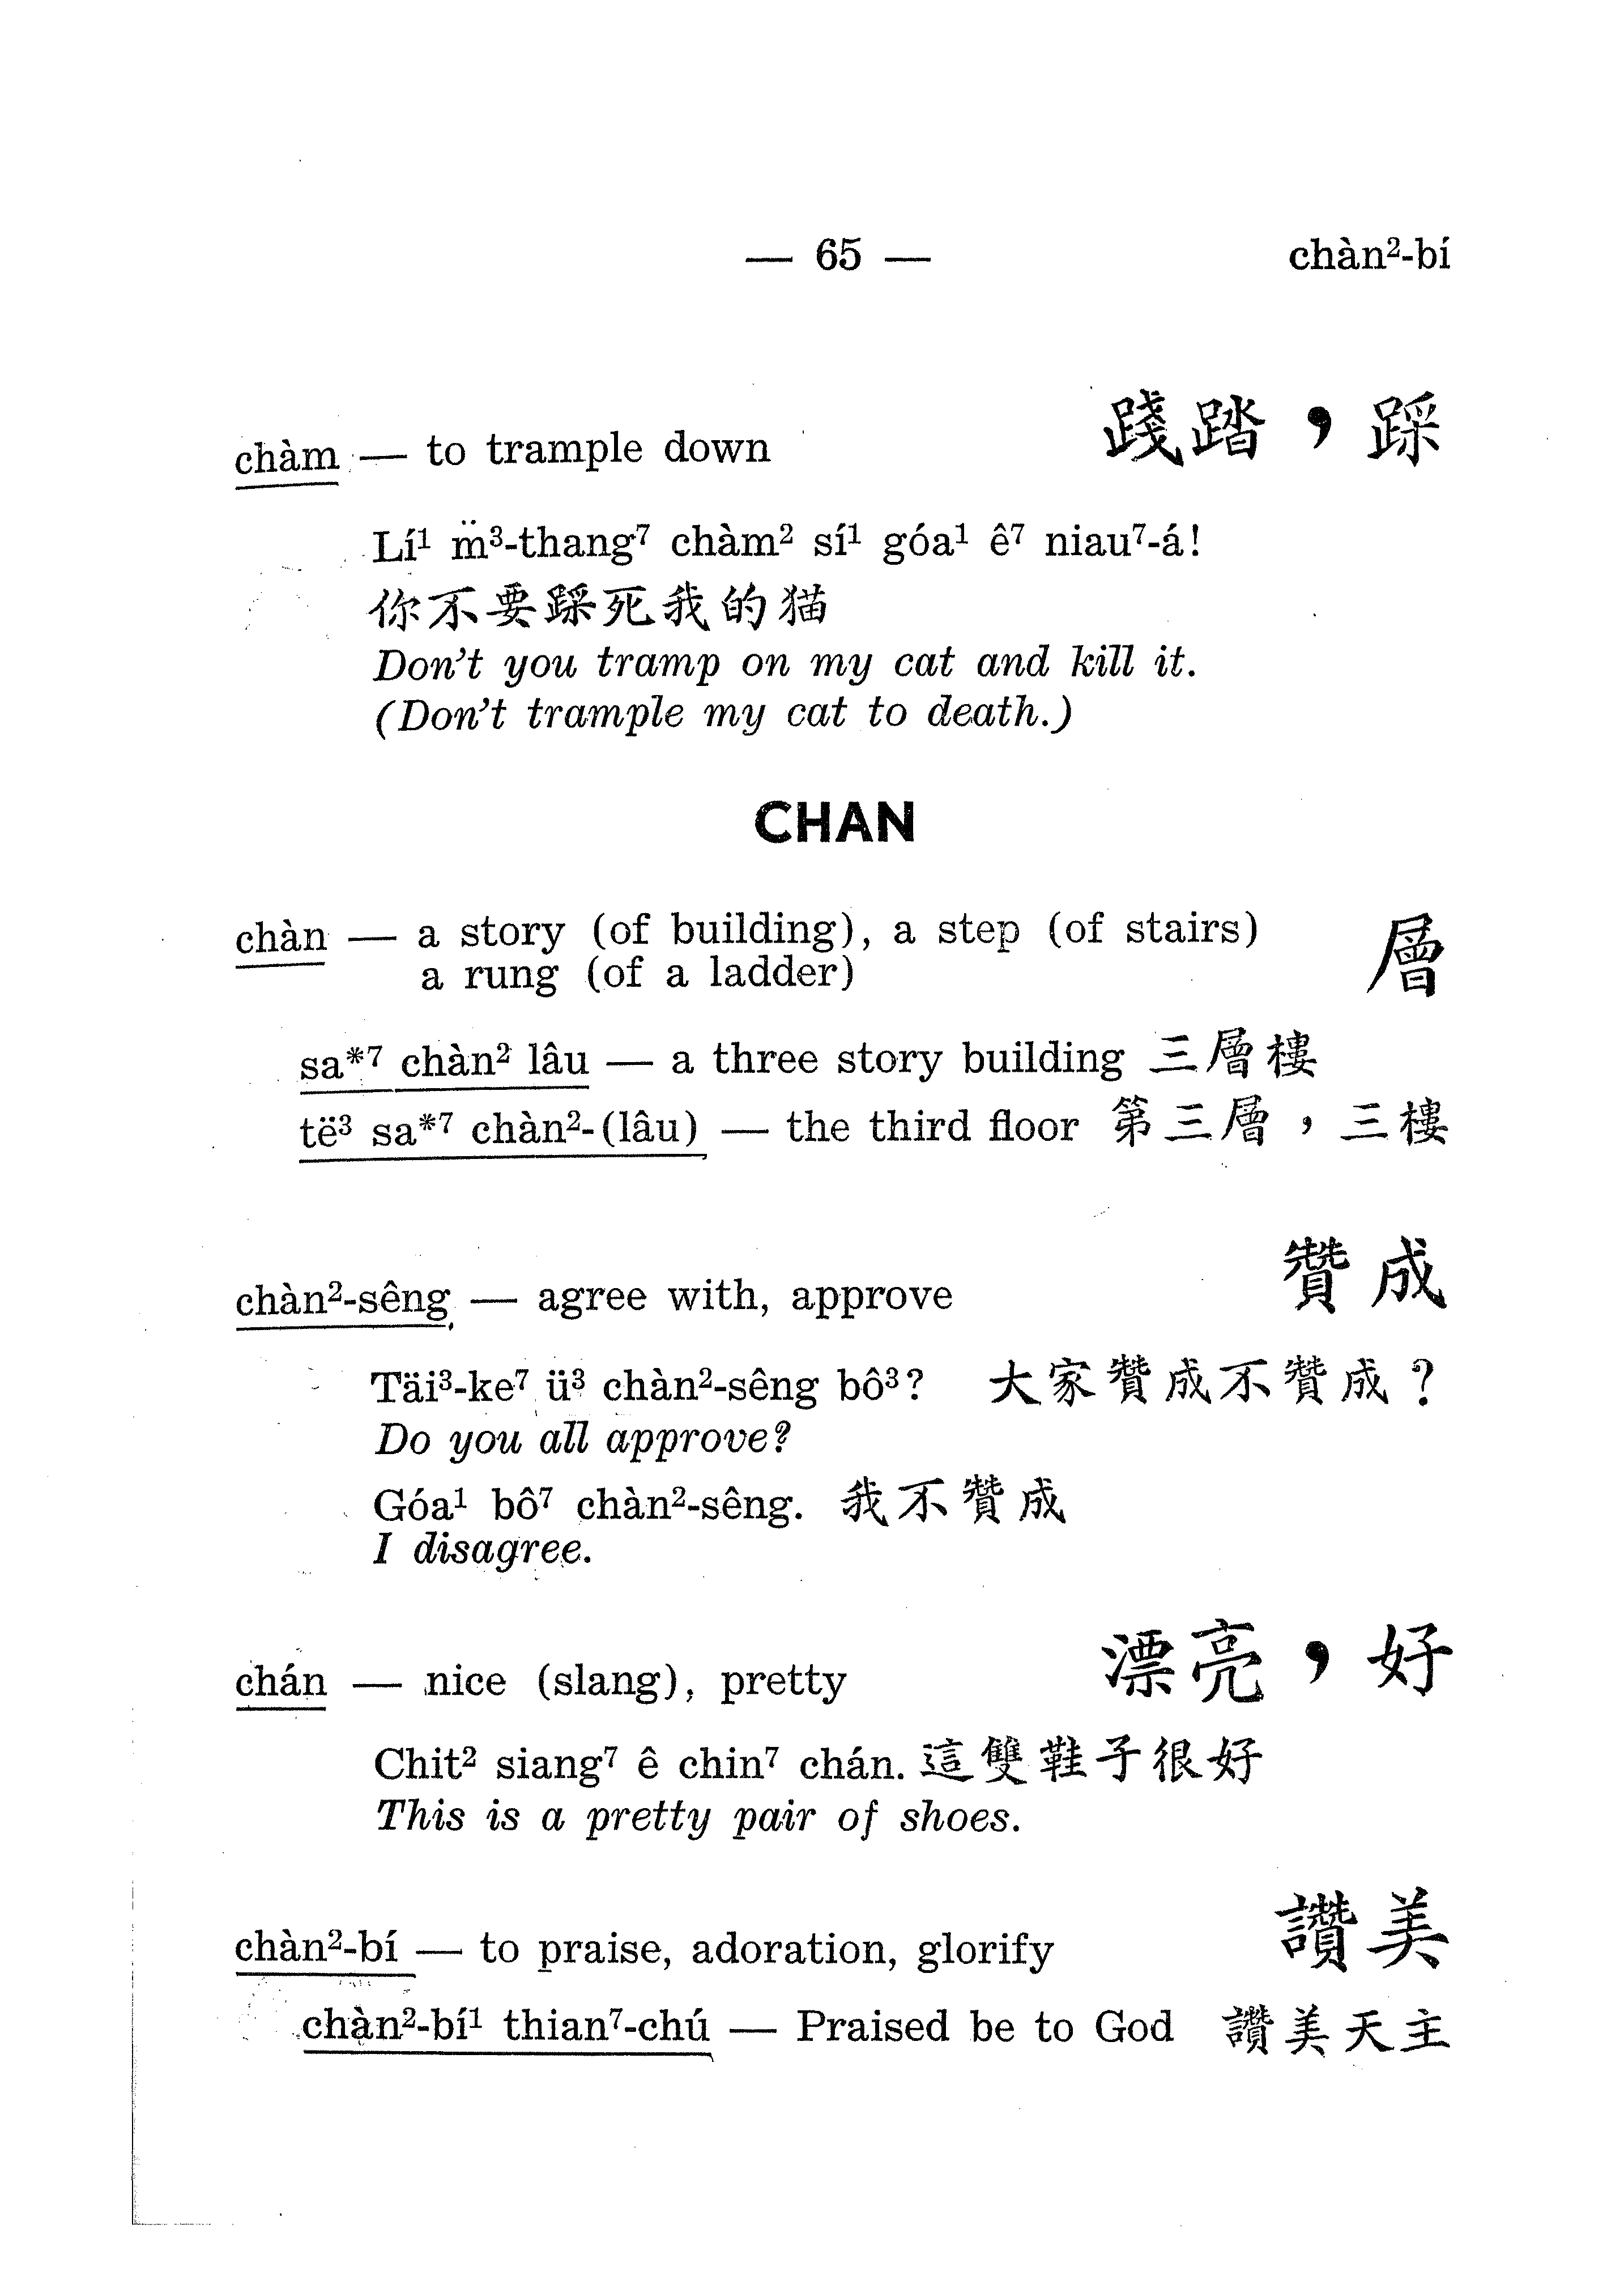 — 65 — chàn²-bí
chàm — to trample down 踐踏，踩
Lí¹ m̈³-thang⁷ chàm² sí¹ góa¹ ê⁷ niau⁷-á!
你不要踩死我的猫
Don't you tramp on my cat and kill it.
(Don't trample my cat to death.)
CHAN
chàn — a story (of building), a step (of stairs) 層
a rung (of a ladder)
sa*⁷ chàn² lâu — a three story building 三層樓
të³ sa*⁷ chàn²-(lâu) — the third floor 第三層，三樓
chàn²-sêng — agree with, approve 贊成
Täi³-ke⁷ ü³ chàn²-sêng bô³? 大家贊成不贊成？
Do you all approve?
Góa¹ bô⁷ chàn²-sêng. 我不贊成
I disagree.
chán — nice (slang), pretty 漂亮，好
Chit² siang⁷ ê chin⁷ chán. 這雙鞋子很好
This is a pretty pair of shoes.
chàn²-bí — to praise, adoration, glorify 讚美
chàn²-bí¹ thian⁷-chú — Praised be to God 讚美天主